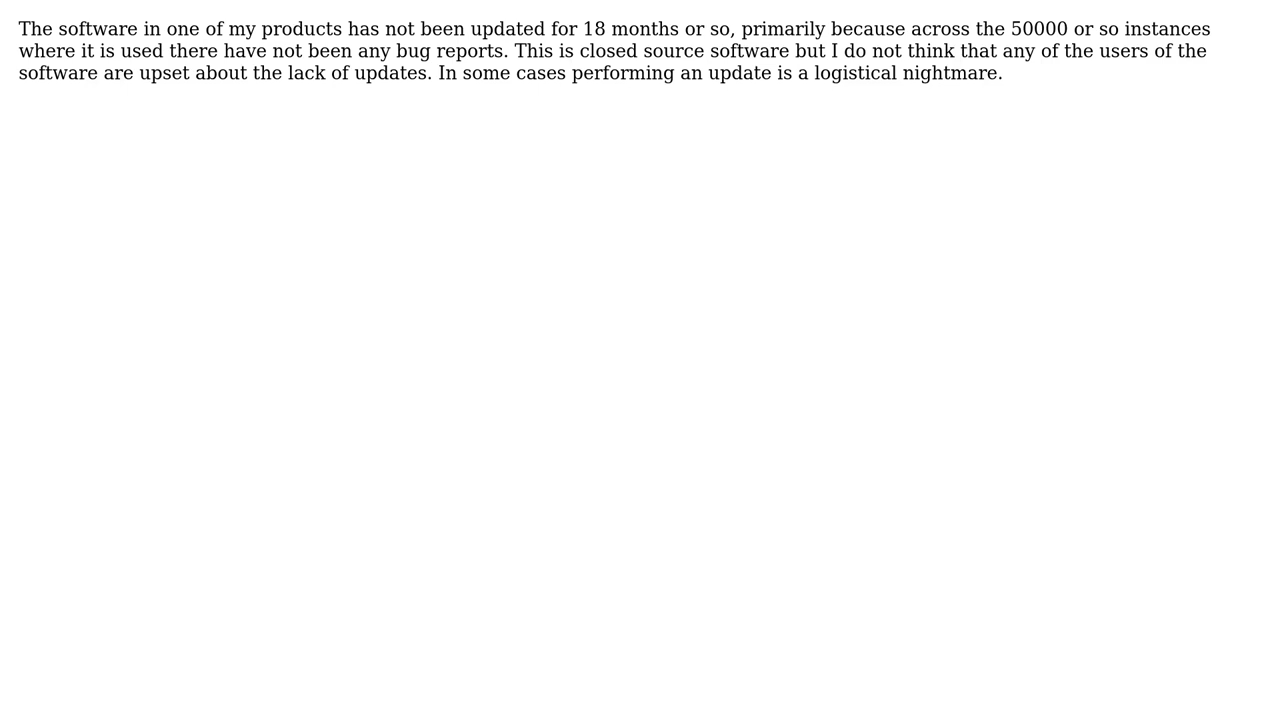 The software in one of my products has not been updated for 18 months or so, primarily because across the 50000 or so instances
where it is used there have not been any bug reports. This is closed source software but I do not think that any of the users of the
software are upset about the lack of updates. In some cases performing an update is a logistical nightmare.